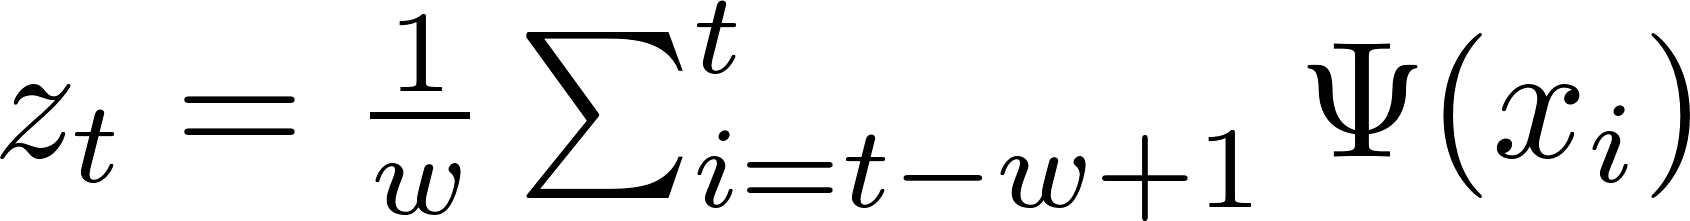 z_t = \frac{1}{w} \sum_{i=t-w+1}^{t} \Psi(x_i)